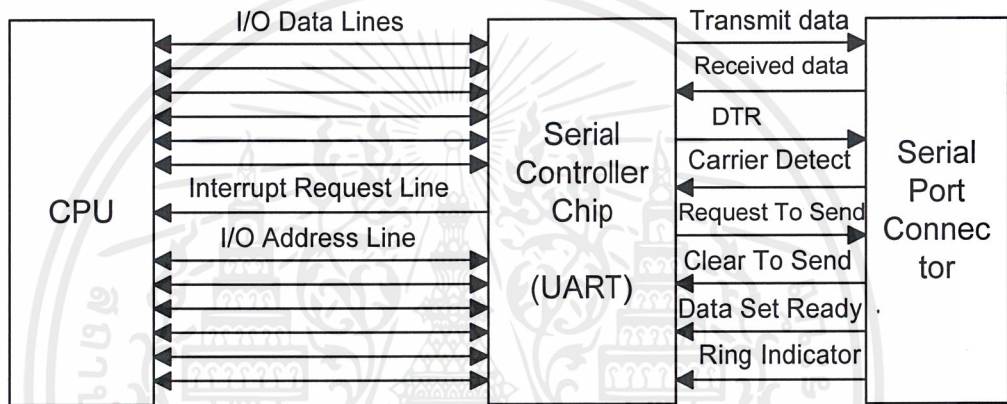 CPU
I/O Data Lines
Interrupt Request Line
I/O Address Line
Serial
Controller
Chip
(UART)
Transmit data
Received data
DTR
Carrier Detect
Request To Send
Clear To Send
Data Set Ready
Ring Indicator
Serial
Port
Connec
tor